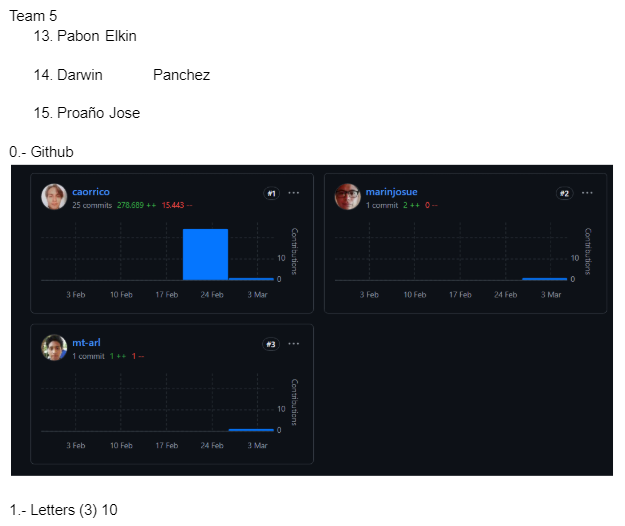 Team 5
13. Pabon Elkin
14. Darwin Panchez
15. Proaño Jose
0.- Github
caorrico #1 ···
25 commits 278.689 ++ 15.443 --
Contributions
10
0
3 Feb 10 Feb 17 Feb 24 Feb 3 Mar
marinjosue #2 ···
1 commit 2 ++ 0 --
Contributions
10
0
3 Feb 10 Feb 17 Feb 24 Feb 3 Mar
mt-arl #3 ···
1 commit 1 ++ 1 --
Contributions
10
0
3 Feb 10 Feb 17 Feb 24 Feb 3 Mar
1.- Letters (3) 10